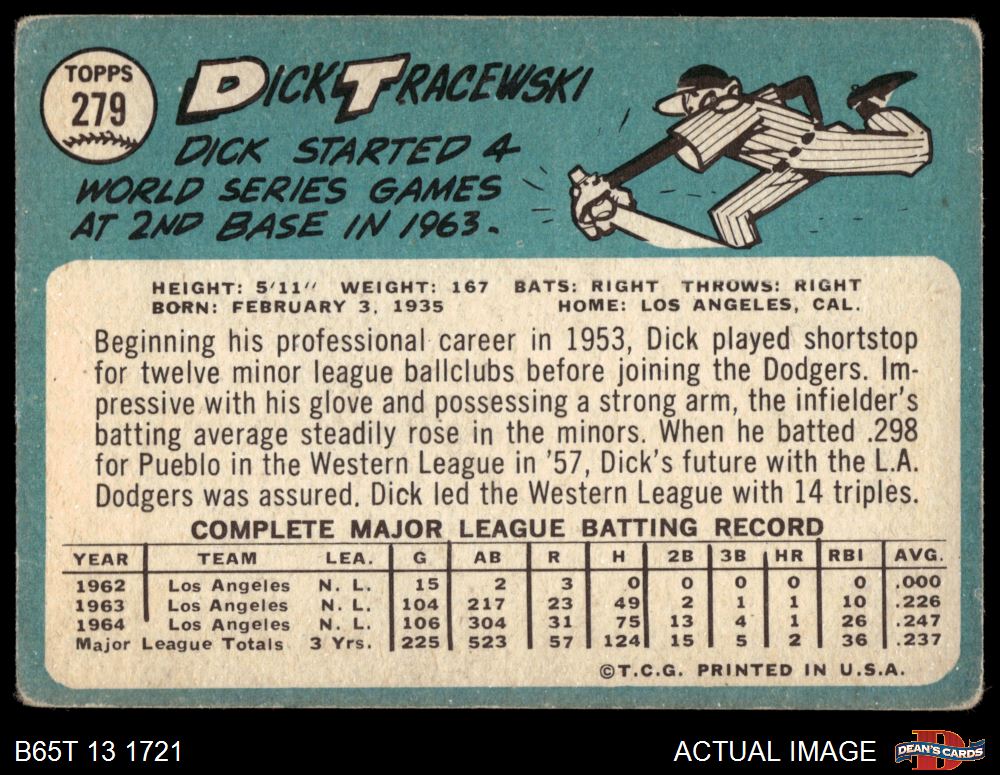 TOPPS
279
DICK TRACEWSKI
DICK STARTED 4
WORLD SERIES GAMES
AT 2ND BASE IN 1963.
HEIGHT: 5'11" WEIGHT: 167 BATS: RIGHT THROWS: RIGHT
BORN: FEBRUARY 3, 1935 HOME: LOS ANGELES, CAL.
Beginning his professional career in 1953, Dick played shortstop
for twelve minor league ballclubs before joining the Dodgers. Im-
pressive with his glove and possessing a strong arm, the infielder's
batting average steadily rose in the minors. When he batted .298
for Pueblo in the Western League in '57, Dick's future with the L.A.
Dodgers was assured. Dick led the Western League with 14 triples.
COMPLETE MAJOR LEAGUE BATTING RECORD
YEAR TEAM LEA. G AB R H 2B 3B HR RBI AVG.
1962 Los Angeles N. L. 15 2 3 0 0 0 0 0 .000
1963 Los Angeles N. L. 104 217 23 49 2 1 1 10 .226
1964 Los Angeles N. L. 106 304 31 75 13 4 1 26 .247
Major League Totals 3 Yrs. 225 523 57 124 15 5 2 36 .237
©T.C.G. PRINTED IN U.S.A.
B65T 13 1721 ACTUAL IMAGE DEAN'S CARDS